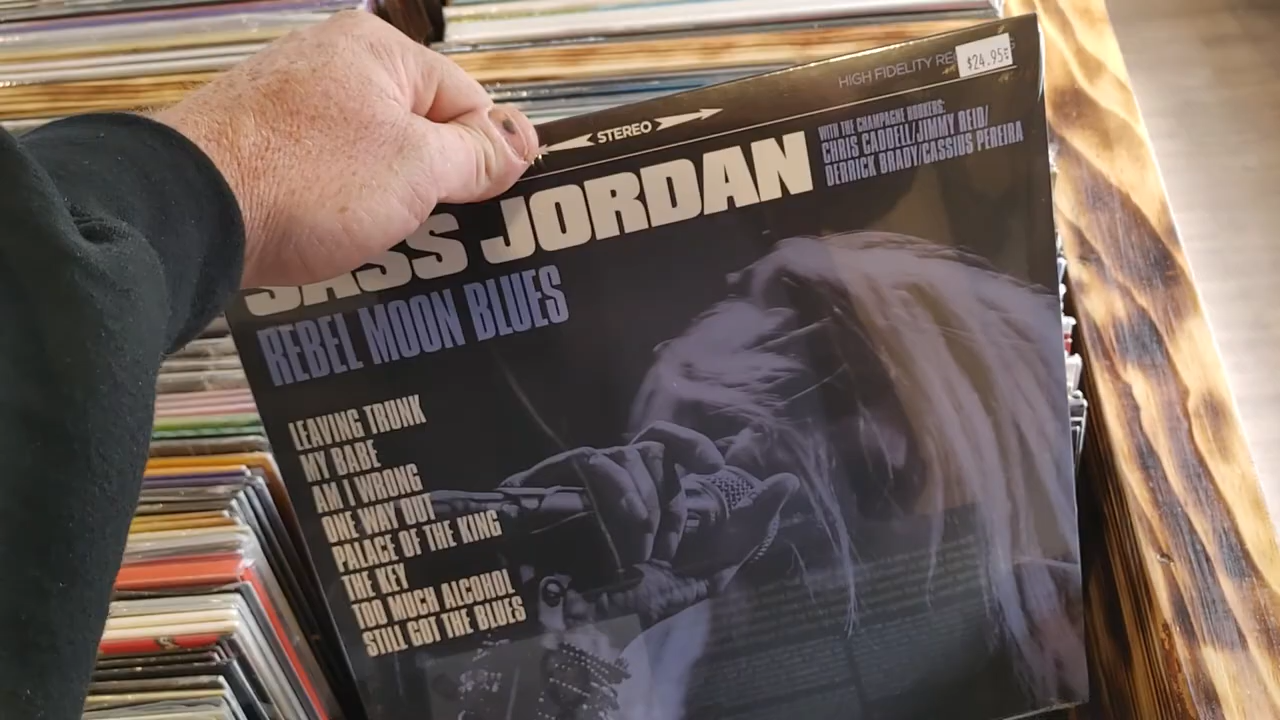 HIGH FIDELITY
$24.95
STEREO
SASS JORDAN
WITH THE CHAMPAGNE HOOKERS:
CHRIS CADDELL/JIMMY REID/
DERRICK BRADY/CASSIUS PEREIRA
REBEL MOON BLUES
LEAVING TRUNK
MY BABE
AM I WRONG
ONE WAY OUT
PALACE OF THE KING
THE KEY
TOO MUCH ALCOHOL
STILL GOT THE BLUES